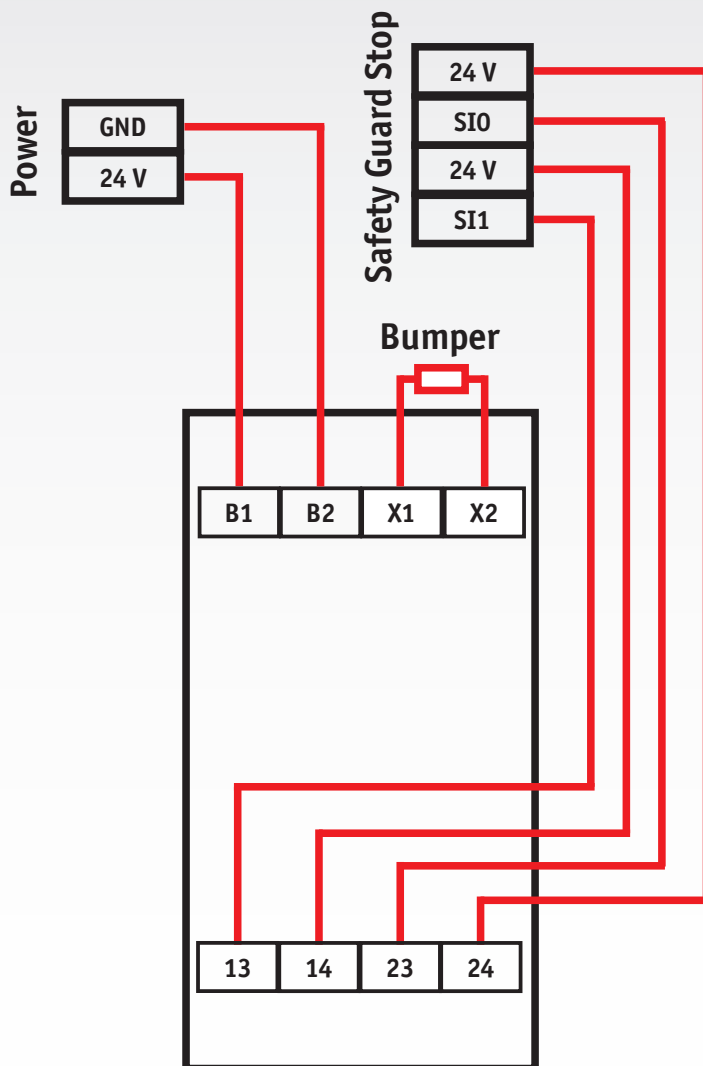 Power
GND
24 V
Safety Guard Stop
24 V
SI0
24 V
SI1
Bumper
B1
B2
X1
X2
13
14
23
24